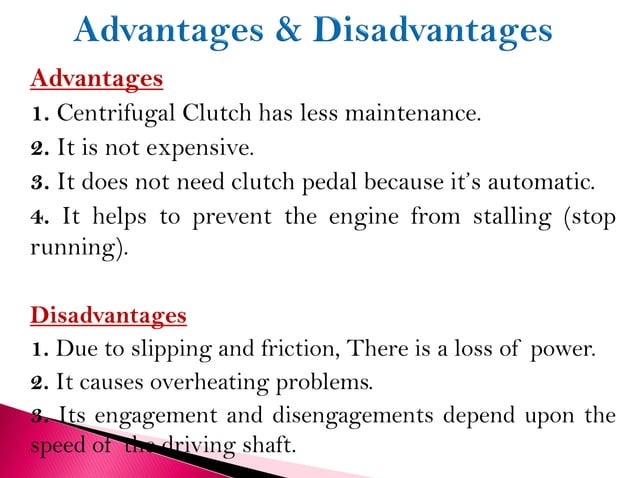 Advantages & Disadvantages
Advantages
1. Centrifugal Clutch has less maintenance.
2. It is not expensive.
3. It does not need clutch pedal because it’s automatic.
4. It helps to prevent the engine from stalling (stop
running).
Disadvantages
1. Due to slipping and friction, There is a loss of power.
2. It causes overheating problems.
3. Its engagement and disengagements depend upon the
speed of the driving shaft.